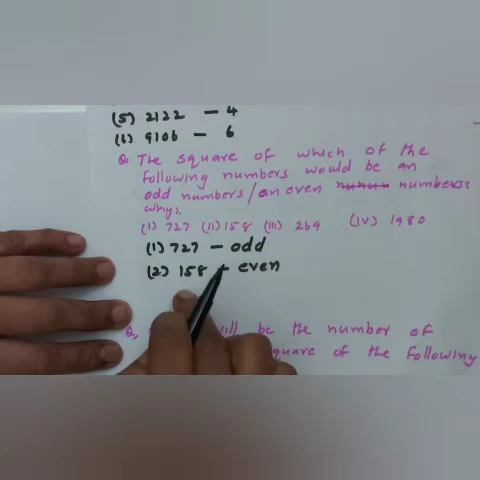 (5) 2122 - 4
(6) 9106 - 6
Q. The square of which of the
following numbers would be an
odd numbers/an even numbers
why?
(i) 727 (ii) 158 (iii) 269 (iv) 1980
(1) 727 - odd
(2) 158 - even
Q. will be the number of
square of the following